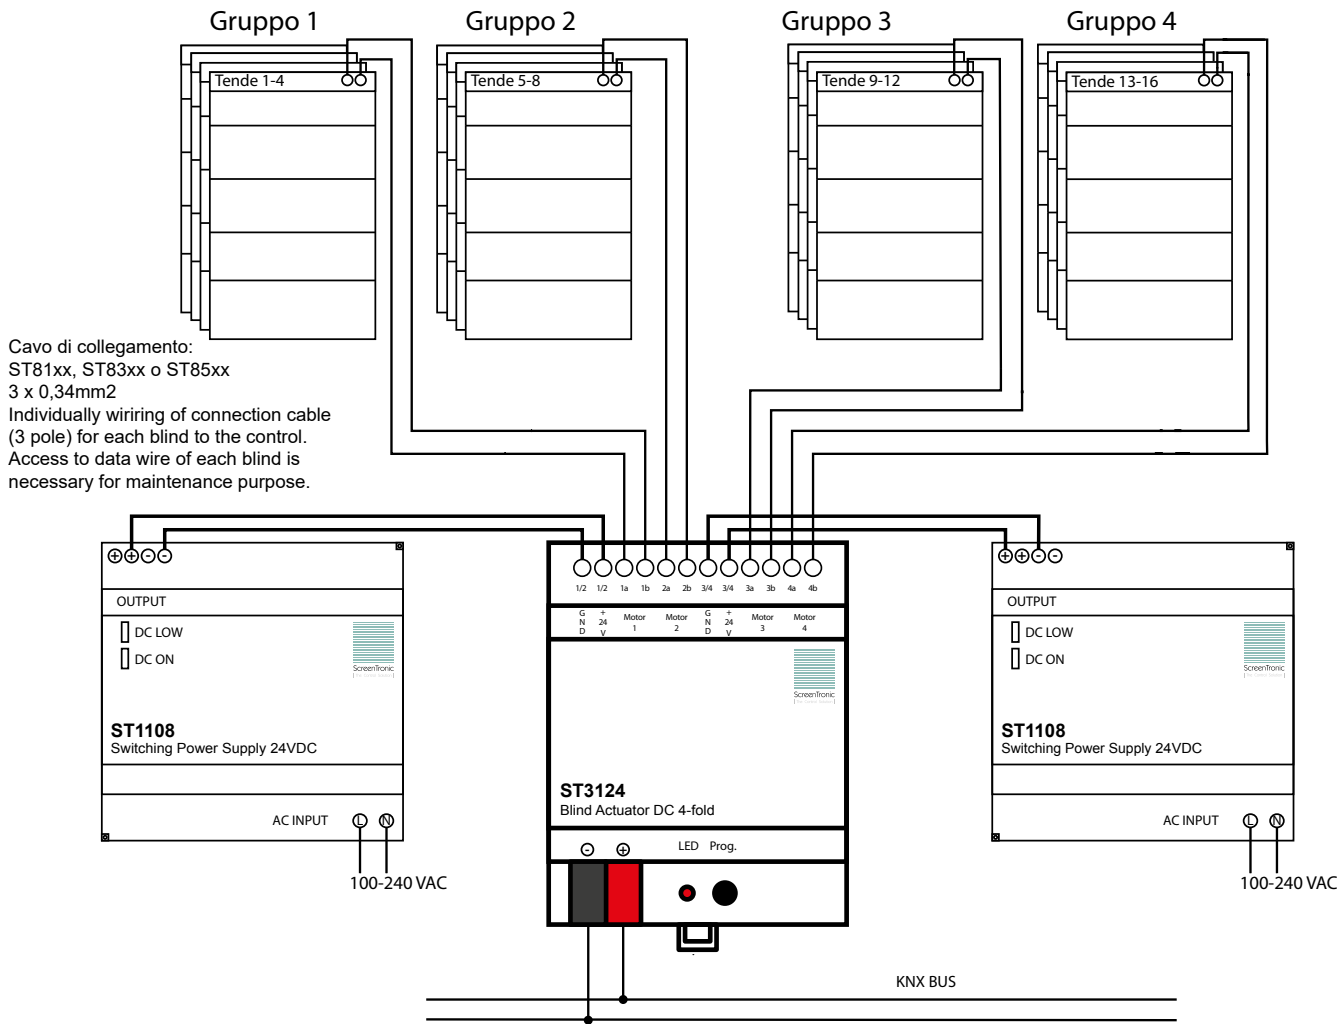 Gruppo 1
Gruppo 2
Gruppo 3
Gruppo 4
Tende 1-4
Tende 5-8
Tende 9-12
Tende 13-16
Cavo di collegamento:
ST81xx, ST83xx o ST85xx
3 x 0,34mm2
Individually wiriring of connection cable
(3 pole) for each blind to the control.
Access to data wire of each blind is
necessary for maintenance purpose.
OUTPUT
DC LOW
DC ON
ScreenTronic
ST1108
Switching Power Supply 24VDC
AC INPUT
L N
100-240 VAC
1/2 1/2 1a 1b 2a 2b 3/4 3/4 3a 3b 4a 4b
GND +24V Motor 1 Motor 2 GND +24V Motor 3 Motor 4
ScreenTronic
ST3124
Blind Actuator DC 4-fold
LED Prog.
OUTPUT
DC LOW
DC ON
ScreenTronic
ST1108
Switching Power Supply 24VDC
AC INPUT
L N
100-240 VAC
KNX BUS